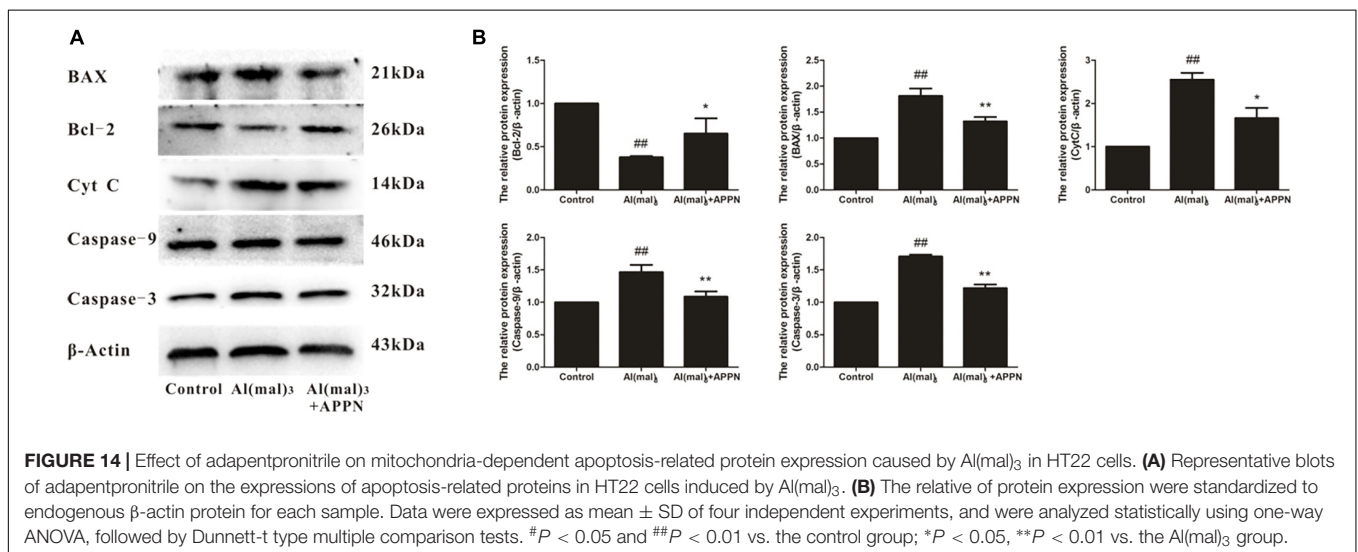 A
BAX 21kDa
Bcl-2 26kDa
Cyt C 14kDa
Caspase-9 46kDa
Caspase-3 32kDa
β-Actin 43kDa
Control Al(mal)3 Al(mal)3
+APPN
B
The relative protein expression
(Bcl-2/β-actin)
1.5
1.0
0.5
0.0
##
*
Control Al(mal)3 Al(mal)3+APPN
The relative protein expression
(BAX/β-actin)
2.5
2.0
1.5
1.0
0.5
0.0
##
**
Control Al(mal)3 Al(mal)3+APPN
The relative protein expression
(CytC/β-actin)
3
2
1
0
##
*
Control Al(mal)3 Al(mal)3+APPN
The relative protein expression
(Caspase-9/β-actin)
2.0
1.5
1.0
0.5
0.0
##
**
Control Al(mal)3 Al(mal)3+APPN
The relative protein expression
(Caspase-3/β-actin)
2.0
1.5
1.0
0.5
0.0
##
**
Control Al(mal)3 Al(mal)3+APPN
FIGURE 14 | Effect of adapentpronitrile on mitochondria-dependent apoptosis-related protein expression caused by Al(mal)3 in HT22 cells. (A) Representative blots
of adapentpronitrile on the expressions of apoptosis-related proteins in HT22 cells induced by Al(mal)3. (B) The relative of protein expression were standardized to
endogenous β-actin protein for each sample. Data were expressed as mean ± SD of four independent experiments, and were analyzed statistically using one-way
ANOVA, followed by Dunnett-t type multiple comparison tests. #P < 0.05 and ##P < 0.01 vs. the control group; *P < 0.05, **P < 0.01 vs. the Al(mal)3 group.